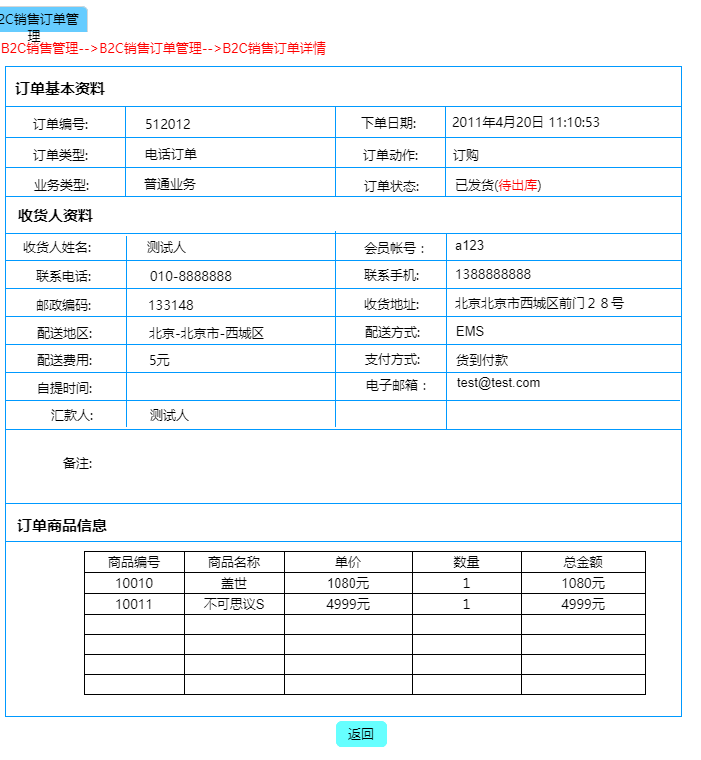 2C销售订单管
理
B2C销售管理-->B2C销售订单管理-->B2C销售订单详情
订单基本资料
订单编号: 512012 下单日期: 2011年4月20日 11:10:53
订单类型: 电话订单 订单动作: 订购
业务类型: 普通业务 订单状态: 已发货(待出库)
收货人资料
收货人姓名: 测试人 会员帐号： a123
联系电话: 010-8888888 联系手机: 1388888888
邮政编码: 133148 收货地址: 北京北京市西城区前门２８号
配送地区: 北京-北京市-西城区 配送方式: EMS
配送费用: 5元 支付方式: 货到付款
自提时间: 电子邮箱： test@test.com
汇款人: 测试人
备注:
订单商品信息
商品编号 商品名称 单价 数量 总金额
10010 盖世 1080元 1 1080元
10011 不可思议S 4999元 1 4999元
返回